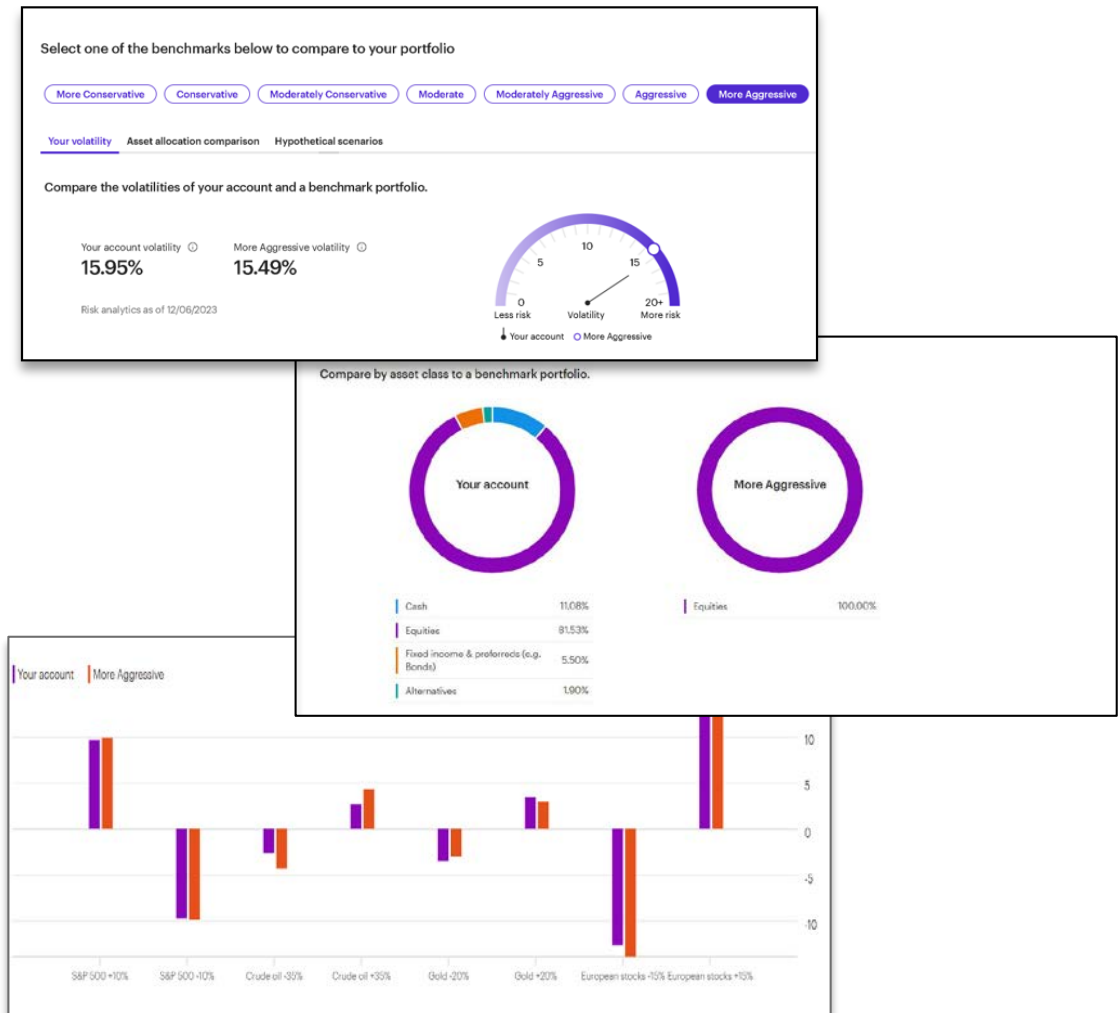 Select one of the benchmarks below to compare to your portfolio
More Conservative Conservative Moderately Conservative Moderate Moderately Aggressive Aggressive More Aggressive
Your volatility Asset allocation comparison Hypothetical scenarios
Compare the volatilities of your account and a benchmark portfolio.
Your account volatility More Aggressive volatility
15.95% 15.49%
Risk analytics as of 12/06/2023
10
5 15
0 20+
Less risk Volatility More risk
Your account More Aggressive
Compare by asset class to a benchmark portfolio.
Your account More Aggressive
Cash 11.08%
Equities 81.53%
Fixed income & preferreds (e.g.
Bonds) 5.50%
Alternatives 1.90%
Equities 100.00%
Your account More Aggressive
10
5
0
-5
-10
S&P 500 +10% S&P 500 -10% Crude oil -35% Crude oil +35% Gold -20% Gold +20% European stocks -15% European stocks +15%